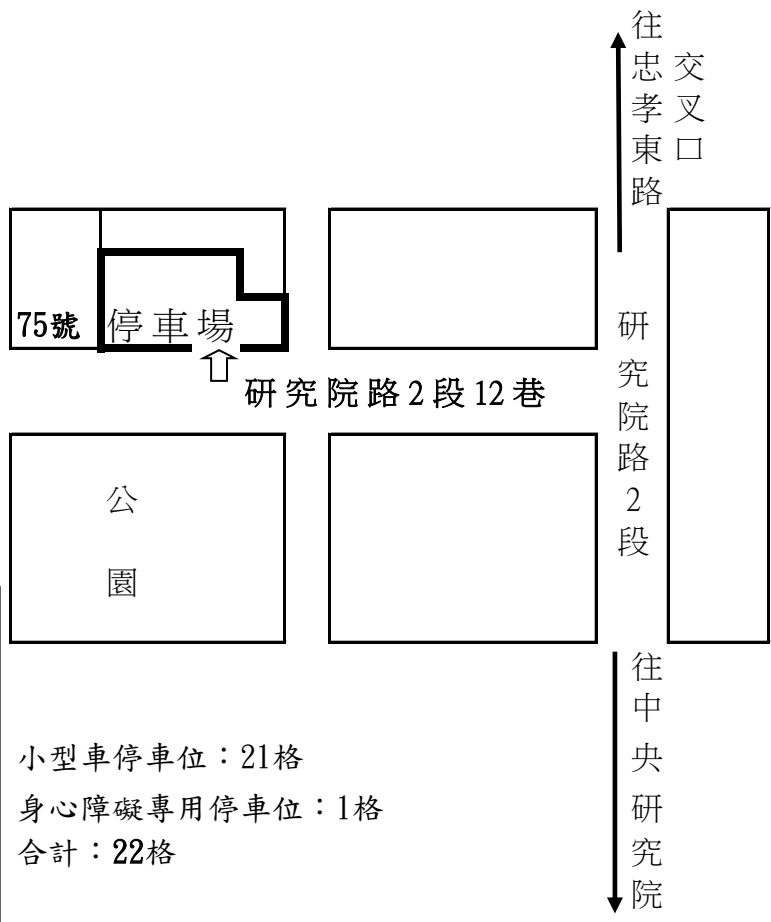 往忠孝東路
交叉口
75號
停車場
研究院路2段12巷
研究院路2段
公園
往中央研究院
小型車停車位：21格
身心障礙專用停車位：1格
合計：22格